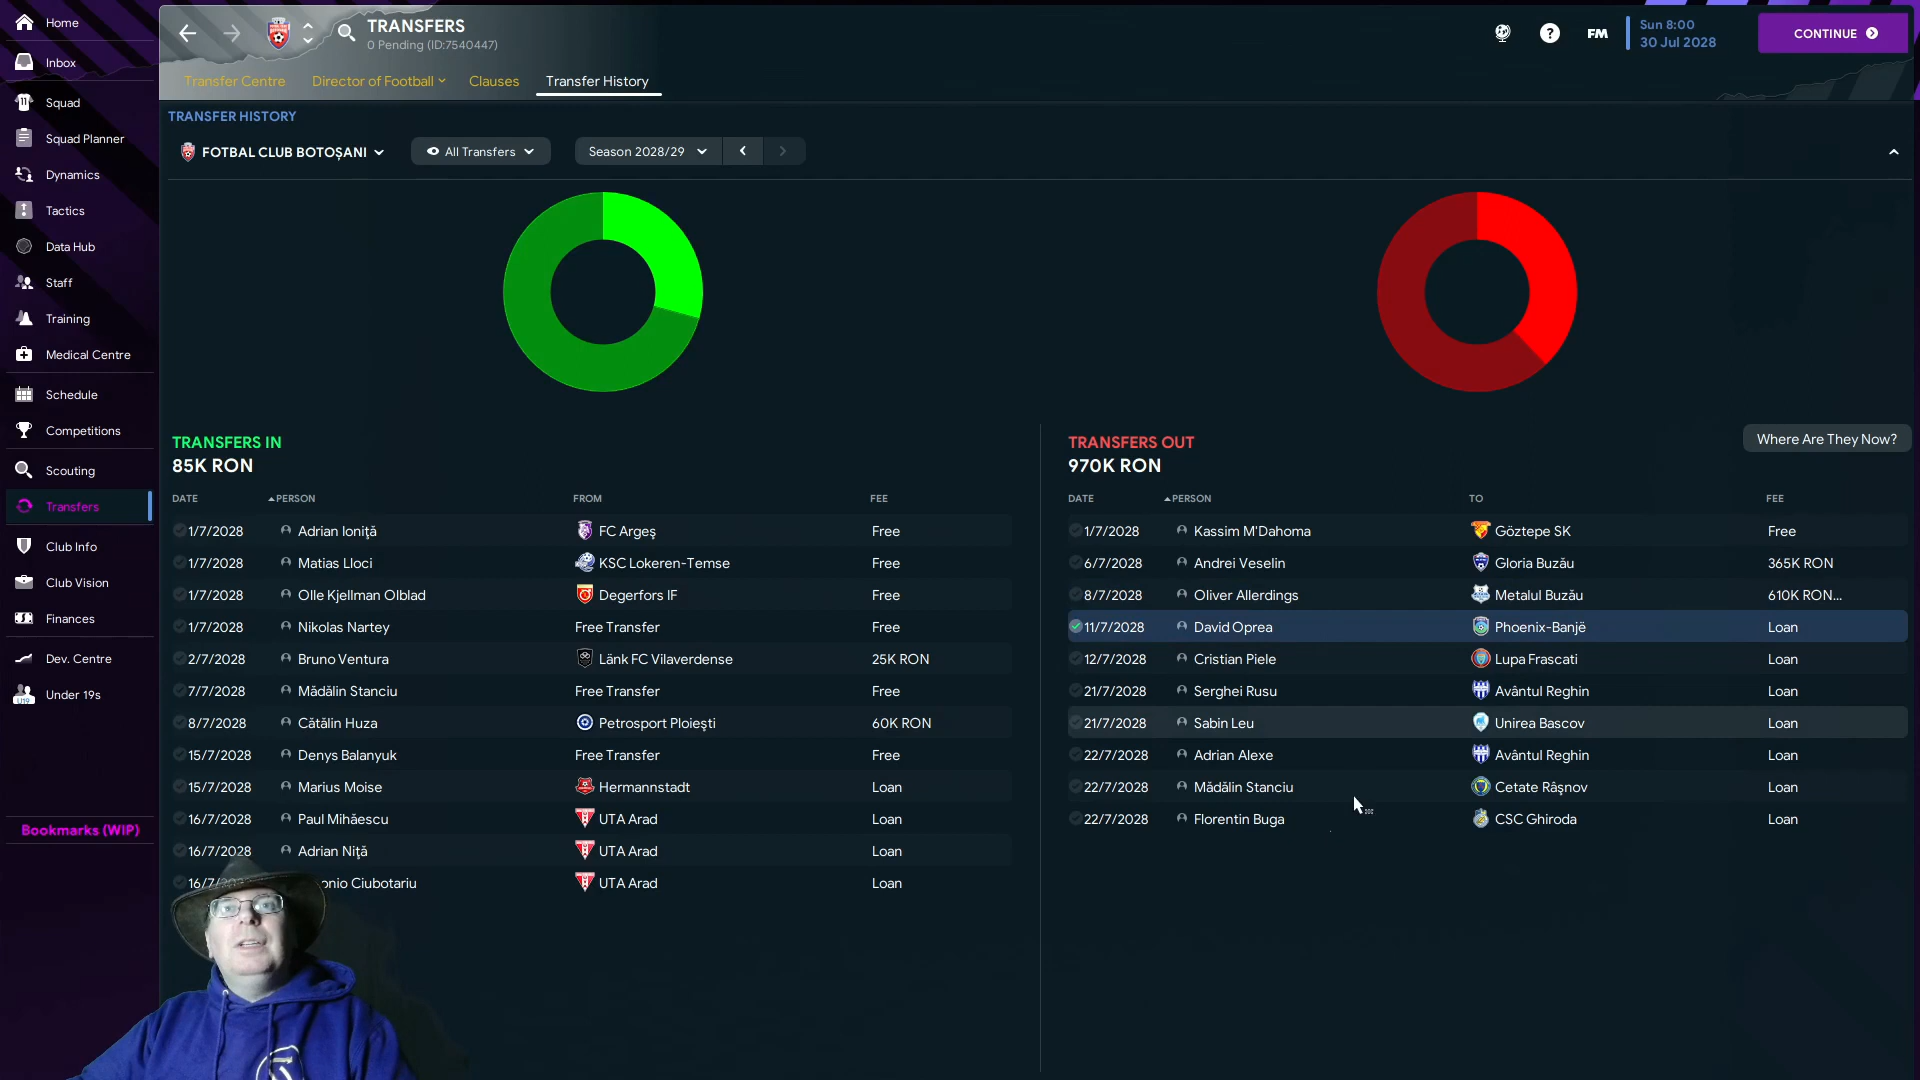 Home
Inbox
Squad
Squad Planner
Dynamics
Tactics
Data Hub
Staff
Training
Medical Centre
Schedule
Competitions
Scouting
Transfers
Club Info
Club Vision
Finances
Dev. Centre
Under 19s
Bookmarks (WIP)
TRANSFERS
0 Pending (ID:7540447)
FM
Sun 8:00
30 Jul 2028
CONTINUE
Transfer Centre Director of Football Clauses Transfer History
TRANSFER HISTORY
FOTBAL CLUB BOTOȘANI All Transfers Season 2028/29
TRANSFERS IN
85K RON
DATE PERSON FROM FEE
1/7/2028 Adrian Ioniță FC Argeș Free
1/7/2028 Matias Lloci KSC Lokeren-Temse Free
1/7/2028 Olle Kjellman Olblad Degerfors IF Free
1/7/2028 Nikolas Nartey Free Transfer Free
2/7/2028 Bruno Ventura Länk FC Vilaverdense 25K RON
7/7/2028 Mădălin Stanciu Free Transfer Free
8/7/2028 Cătălin Huza Petrosport Ploiești 60K RON
15/7/2028 Denys Balanyuk Free Transfer Free
15/7/2028 Marius Moise Hermannstadt Loan
16/7/2028 Paul Mihăescu UTA Arad Loan
16/7/2028 Adrian Niță UTA Arad Loan
16/7/ onio Ciubotariu UTA Arad Loan
TRANSFERS OUT
970K RON
Where Are They Now?
DATE PERSON TO FEE
1/7/2028 Kassim M'Dahoma Göztepe SK Free
6/7/2028 Andrei Veselin Gloria Buzău 365K RON
8/7/2028 Oliver Allerdings Metalul Buzău 610K RON...
11/7/2028 David Oprea Phoenix-Banjë Loan
12/7/2028 Cristian Piele Lupa Frascati Loan
21/7/2028 Serghei Rusu Avântul Reghin Loan
21/7/2028 Sabin Leu Unirea Bascov Loan
22/7/2028 Adrian Alexe Avântul Reghin Loan
22/7/2028 Mădălin Stanciu Cetate Râșnov Loan
22/7/2028 Florentin Buga CSC Ghiroda Loan